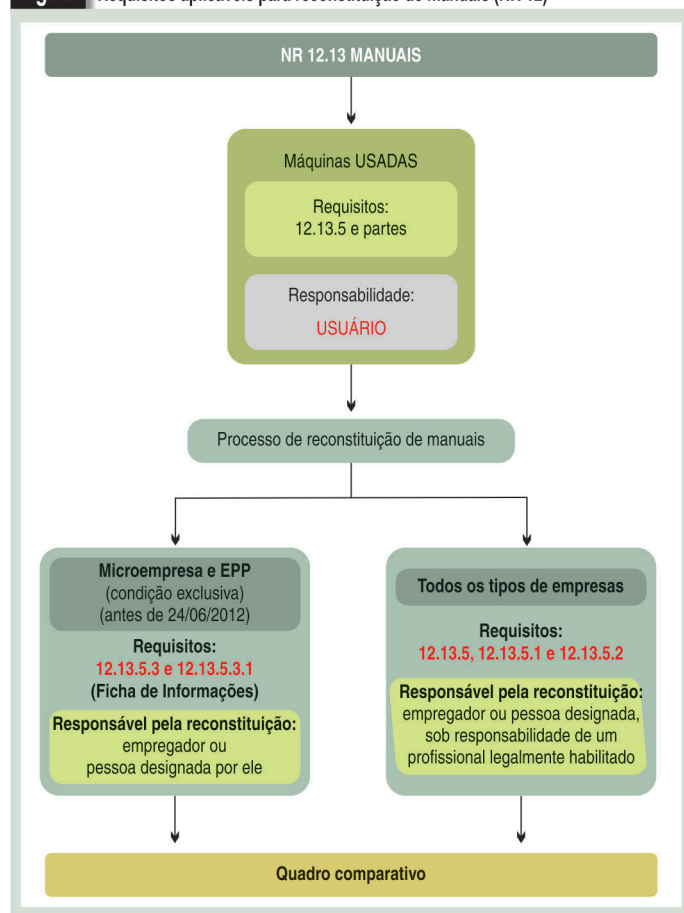 NR 12.13 MANUAIS
Máquinas USADAS
Requisitos:
12.13.5 e partes
Responsabilidade:
USUÁRIO
Processo de reconstituição de manuais
Microempresa e EPP
(condição exclusiva)
(antes de 24/06/2012)
Requisitos:
12.13.5.3 e 12.13.5.3.1
(Ficha de Informações)
Responsável pela reconstituição:
empregador ou
pessoa designada por ele
Todos os tipos de empresas
Requisitos:
12.13.5, 12.13.5.1 e 12.13.5.2
Responsável pela reconstituição:
empregador ou pessoa designada,
sob responsabilidade de um
profissional legalmente habilitado
Quadro comparativo